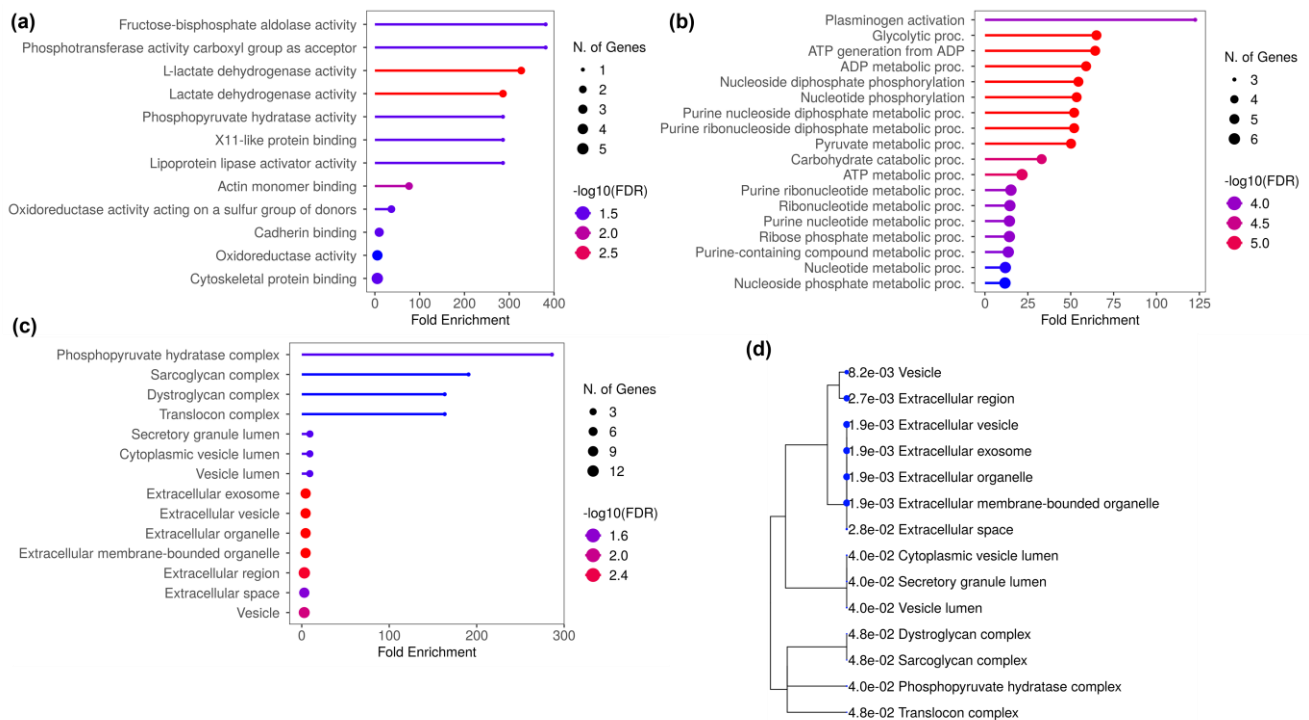 (a)
Fructose-bisphosphate aldolase activity
Phosphotransferase activity carboxyl group as acceptor
L-lactate dehydrogenase activity
Lactate dehydrogenase activity
Phosphopyruvate hydratase activity
X11-like protein binding
Lipoprotein lipase activator activity
Actin monomer binding
Oxidoreductase activity acting on a sulfur group of donors
Cadherin binding
Oxidoreductase activity
Cytoskeletal protein binding
0 100 200 300 400
Fold Enrichment
N. of Genes
1
2
3
4
5
-log10(FDR)
1.5
2.0
2.5
(b)
Plasminogen activation
Glycolytic proc.
ATP generation from ADP
ADP metabolic proc.
Nucleoside diphosphate phosphorylation
Nucleotide phosphorylation
Purine nucleoside diphosphate metabolic proc.
Purine ribonucleoside diphosphate metabolic proc.
Pyruvate metabolic proc.
Carbohydrate catabolic proc.
ATP metabolic proc.
Purine ribonucleotide metabolic proc.
Ribonucleotide metabolic proc.
Purine nucleotide metabolic proc.
Ribose phosphate metabolic proc.
Purine-containing compound metabolic proc.
Nucleotide metabolic proc.
Nucleoside phosphate metabolic proc.
0 25 50 75 100 125
Fold Enrichment
N. of Genes
3
4
5
6
-log10(FDR)
4.0
4.5
5.0
(c)
Phosphopyruvate hydratase complex
Sarcoglycan complex
Dystroglycan complex
Translocon complex
Secretory granule lumen
Cytoplasmic vesicle lumen
Vesicle lumen
Extracellular exosome
Extracellular vesicle
Extracellular organelle
Extracellular membrane-bounded organelle
Extracellular region
Extracellular space
Vesicle
0 100 200 300
Fold Enrichment
N. of Genes
3
6
9
12
-log10(FDR)
1.6
2.0
2.4
(d)
8.2e-03 Vesicle
2.7e-03 Extracellular region
1.9e-03 Extracellular vesicle
1.9e-03 Extracellular exosome
1.9e-03 Extracellular organelle
1.9e-03 Extracellular membrane-bounded organelle
2.8e-02 Extracellular space
4.0e-02 Cytoplasmic vesicle lumen
4.0e-02 Secretory granule lumen
4.0e-02 Vesicle lumen
4.8e-02 Dystroglycan complex
4.8e-02 Sarcoglycan complex
4.0e-02 Phosphopyruvate hydratase complex
4.8e-02 Translocon complex